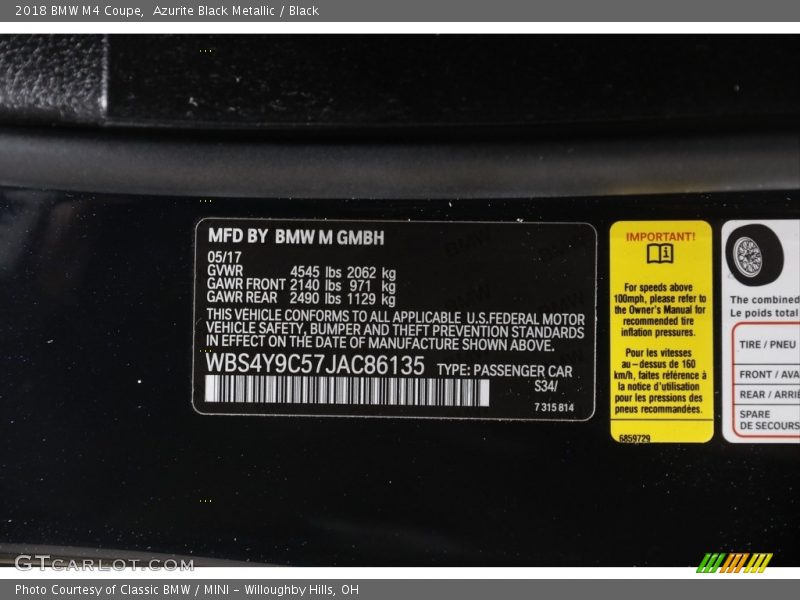 2018 BMW M4 Coupe,  Azurite Black Metallic / Black
MFD BY BMW M GMBH
05/17
GVWR 4545 lbs 2062 kg
GAWR FRONT 2140 lbs 971 kg
GAWR REAR 2490 lbs 1129 kg
THIS VEHICLE CONFORMS TO ALL APPLICABLE U.S.FEDERAL MOTOR
VEHICLE SAFETY, BUMPER AND THEFT PREVENTION STANDARDS
IN EFFECT ON THE DATE OF MANUFACTURE SHOWN ABOVE.
WBS4Y9C57JAC86135 TYPE: PASSENGER CAR
S34/
7315814
IMPORTANT!
For speeds above
100mph, please refer to
the Owner's Manual for
recommended tire
inflation pressures.
Pour les vitesses
au-dessus de 160
km/h, faites référence à
la notice d'utilisation
pour les pressions des
pneus recommandées.
6859729
The combined
Le poids total
TIRE / PNEU
FRONT / AVA
REAR / ARRIÈ
SPARE
DE SECOURS
GTCARLOT.COM
Photo Courtesy of Classic BMW / MINI - Willoughby Hills, OH